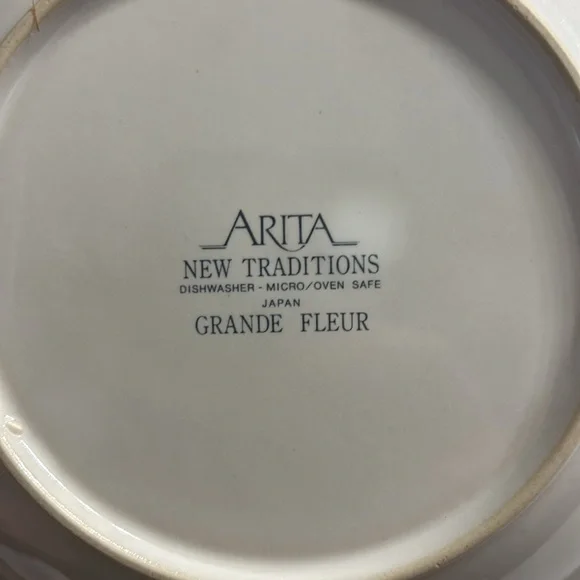 ARITA
NEW TRADITIONS
DISHWASHER - MICRO/OVEN SAFE
JAPAN
GRANDE FLEUR